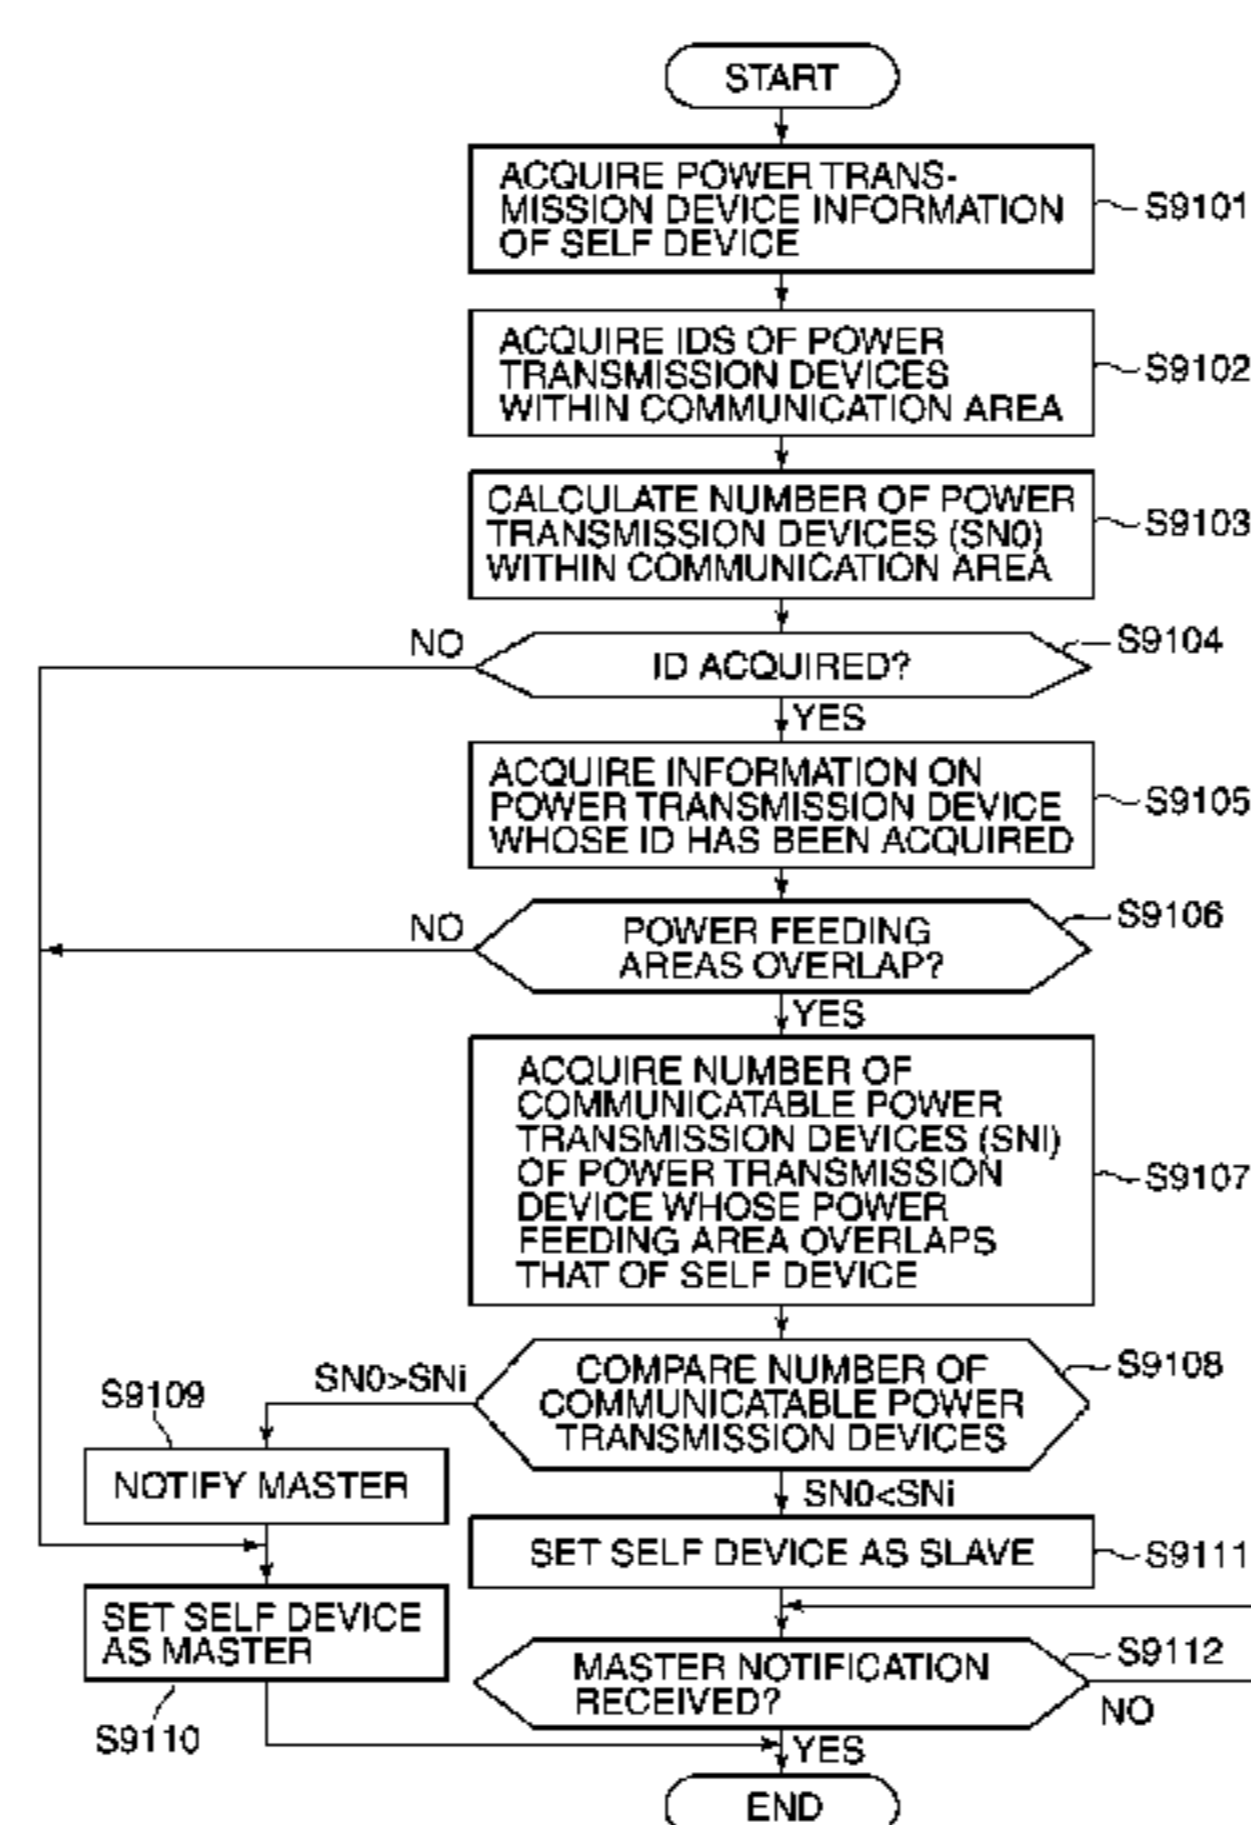 START
ACQUIRE POWER TRANS-
MISSION DEVICE INFORMATION
OF SELF DEVICE
S9101
ACQUIRE IDS OF POWER
TRANSMISSION DEVICES
WITHIN COMMUNICATION AREA
S9102
CALCULATE NUMBER OF POWER
TRANSMISSION DEVICES (SN0)
WITHIN COMMUNICATION AREA
S9103
NO
ID ACQUIRED?
S9104
YES
ACQUIRE INFORMATION ON
POWER TRANSMISSION DEVICE
WHOSE ID HAS BEEN ACQUIRED
S9105
NO
POWER FEEDING
AREAS OVERLAP?
S9106
YES
ACQUIRE NUMBER OF
COMMUNICATABLE POWER
TRANSMISSION DEVICES (SNI)
OF POWER TRANSMISSION
DEVICE WHOSE POWER
FEEDING AREA OVERLAPS
THAT OF SELF DEVICE
S9107
SN0>SNi
COMPARE NUMBER OF
COMMUNICATABLE POWER
TRANSMISSION DEVICES
S9108
S9109
NOTIFY MASTER
SN0<SNi
SET SELF DEVICE AS SLAVE
S9111
SET SELF DEVICE
AS MASTER
S9110
MASTER NOTIFICATION
RECEIVED?
S9112
NO
YES
END